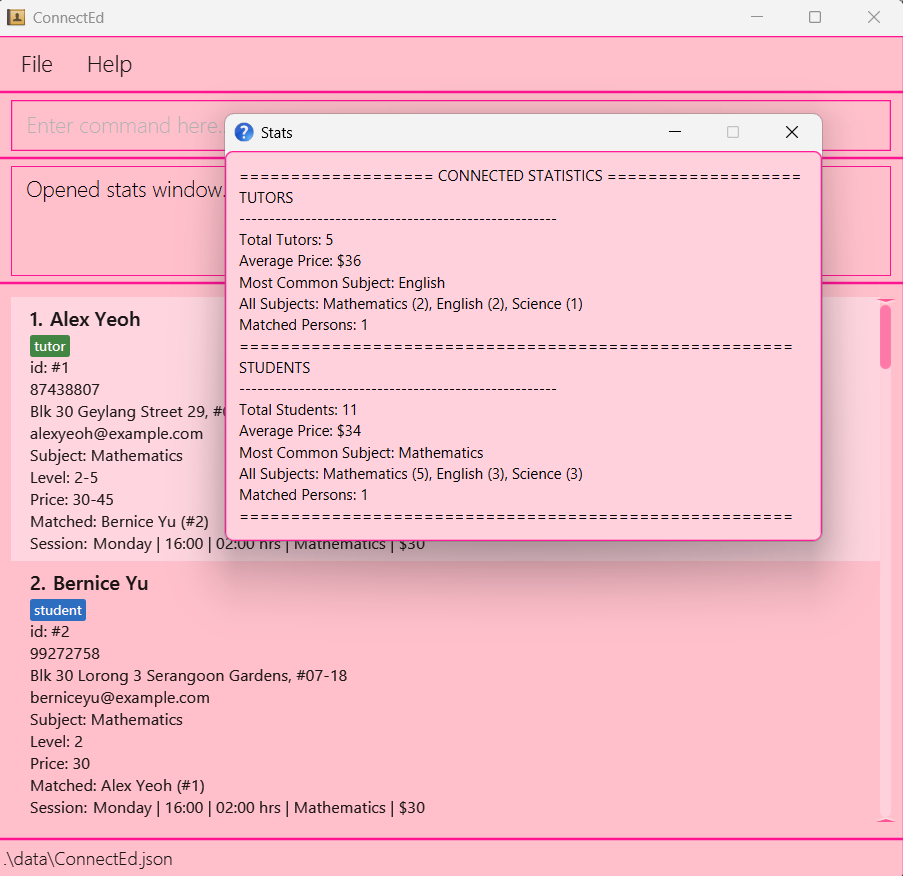 ConnectEd
File Help
Enter command here.
Opened stats window.
Stats
=================== CONNECTED STATISTICS ===================
TUTORS
--------------------------------------------------
Total Tutors: 5
Average Price: $36
Most Common Subject: English
All Subjects: Mathematics (2), English (2), Science (1)
Matched Persons: 1
======================================================
STUDENTS
--------------------------------------------------
Total Students: 11
Average Price: $34
Most Common Subject: Mathematics
All Subjects: Mathematics (5), English (3), Science (3)
Matched Persons: 1
======================================================
1. Alex Yeoh
tutor
id: #1
87438807
Blk 30 Geylang Street 29,
alexyeoh@example.com
Subject: Mathematics
Level: 2-5
Price: 30-45
Matched: Bernice Yu (#2)
Session: Monday | 16:00 | 02:00 hrs | Mathematics | $30
2. Bernice Yu
student
id: #2
99272758
Blk 30 Lorong 3 Serangoon Gardens, #07-18
berniceyu@example.com
Subject: Mathematics
Level: 2
Price: 30
Matched: Alex Yeoh (#1)
Session: Monday | 16:00 | 02:00 hrs | Mathematics | $30
.\data\ConnectEd.json